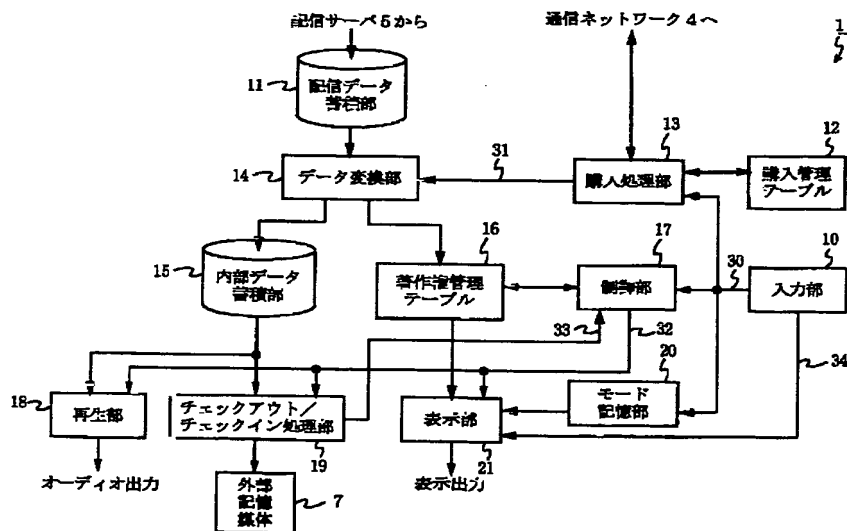 配信サーバ5から
通信ネットワーク4へ
1
11
配信データ
蓄積部
13
12
31
14
データ変換部
購入処理部
購入管理
テーブル
16
17
10
15
内部データ
蓄積部
著作権管理
テーブル
制御部
30
入力部
33
32
20
34
18
再生部
チェックアウト/
チェックイン処理部
表示部
モード
記憶部
19
21
オーディオ出力
外部
記憶
媒体
7
表示出力